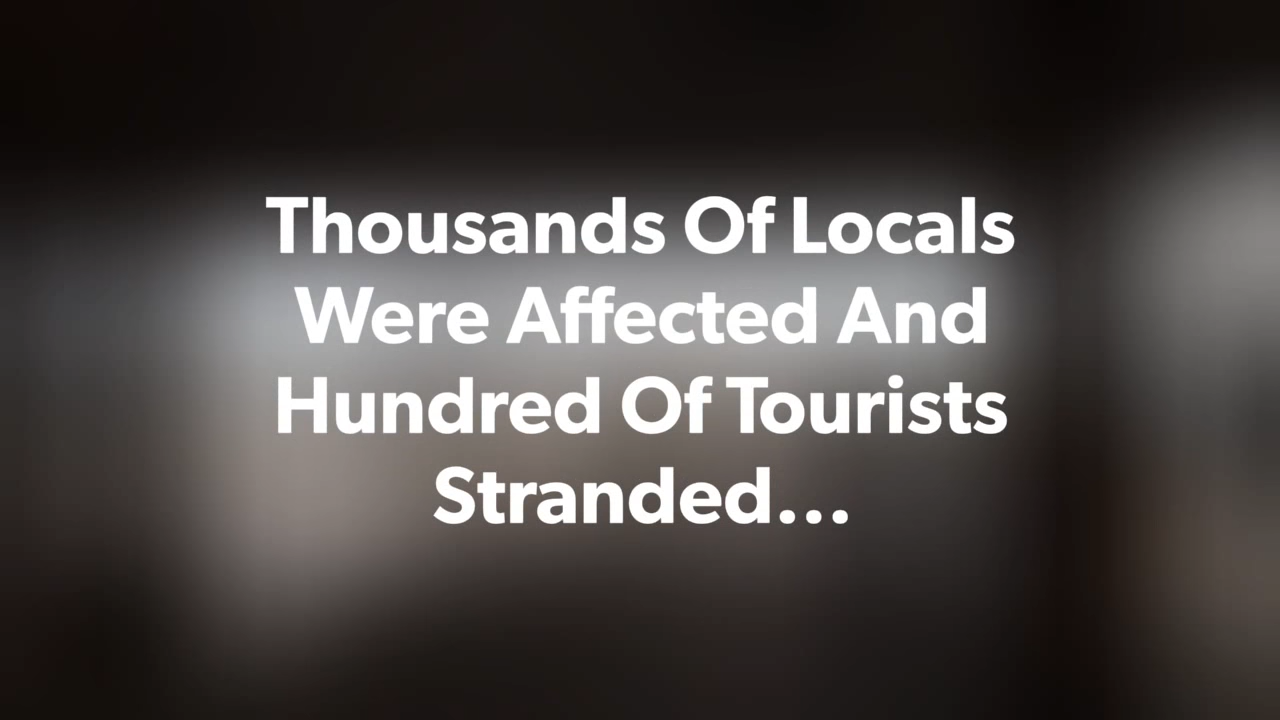 Thousands Of Locals
Were Affected And
Hundred Of Tourists
Stranded...